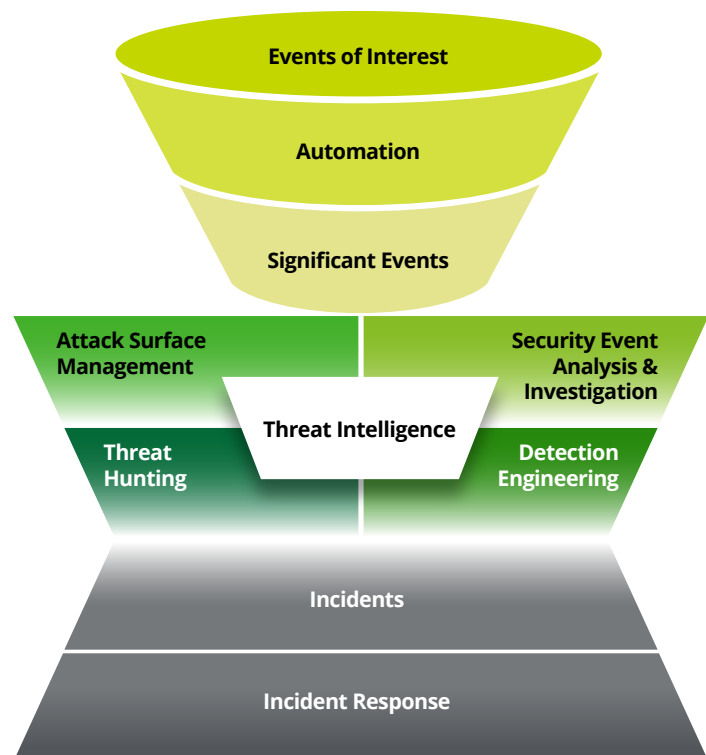 Events of Interest
Automation
Significant Events
Attack Surface
Management
Security Event
Analysis &
Investigation
Threat Intelligence
Threat
Hunting
Detection
Engineering
Incidents
Incident Response